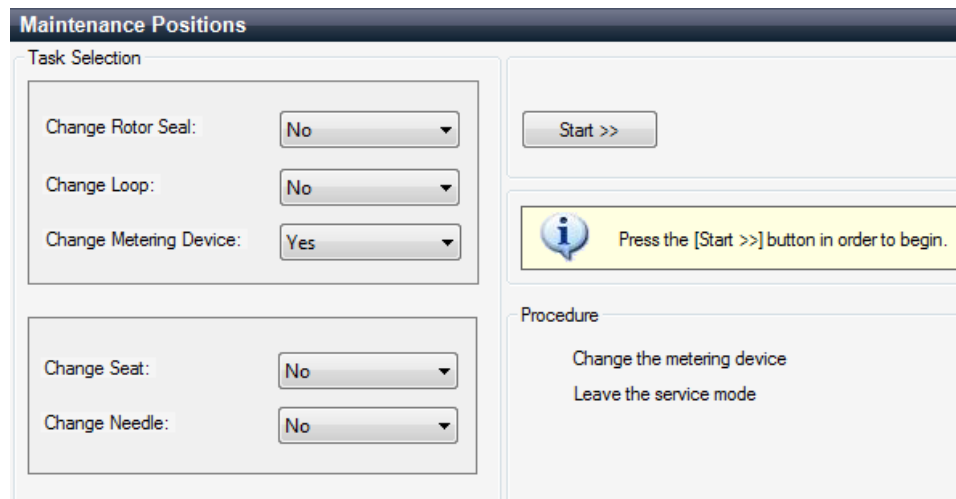 Maintenance Positions
Task Selection
Change Rotor Seal: No
Change Loop: No
Change Metering Device: Yes
Change Seat: No
Change Needle: No
Start >>
Press the [Start >>] button in order to begin.
Procedure
Change the metering device
Leave the service mode